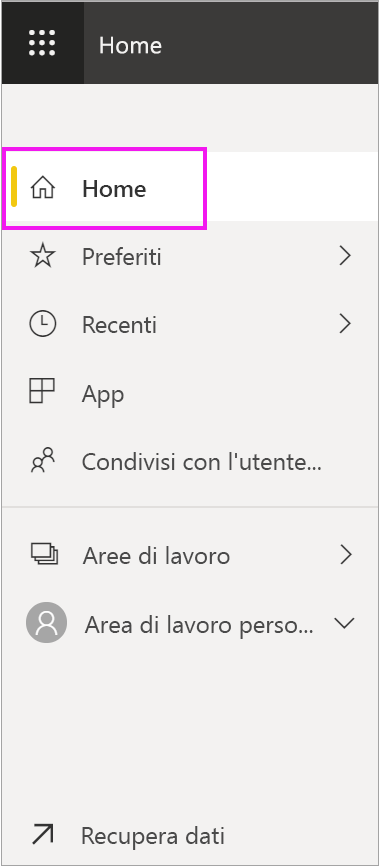 Home
Home
Preferiti
Recenti
App
Condivisi con l'utente...
Aree di lavoro
Area di lavoro perso...
Recupera dati